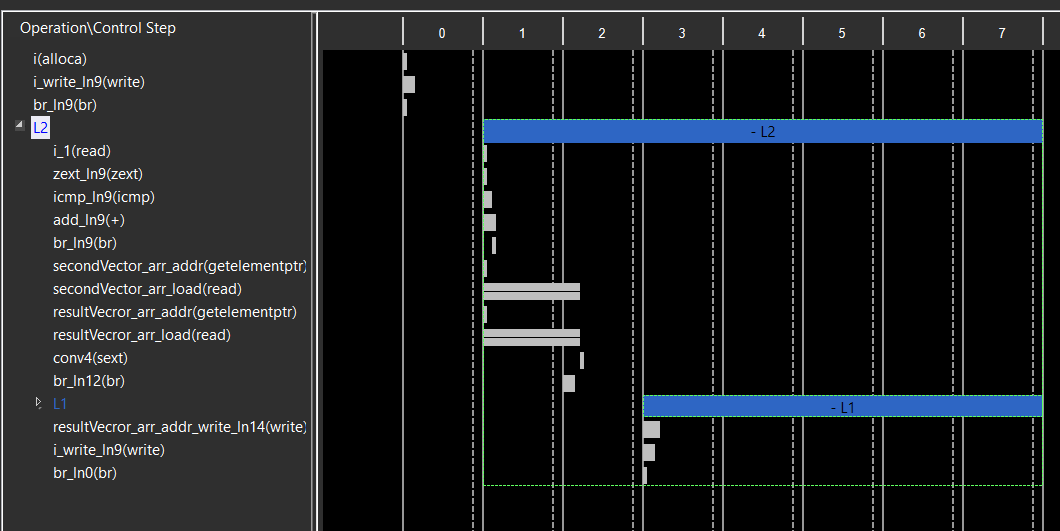 Operation\Control Step 0 1 2 3 4 5 6 7
i(alloca)
i_write_ln9(write)
br_ln9(br)
L2 - L2
i_1(read)
zext_ln9(zext)
icmp_ln9(icmp)
add_ln9(+)
br_ln9(br)
secondVector_arr_addr(getelementptr)
secondVector_arr_load(read)
resultVecror_arr_addr(getelementptr)
resultVecror_arr_load(read)
conv4(sext)
br_ln12(br)
L1 - L1
resultVecror_arr_addr_write_ln14(write)
i_write_ln9(write)
br_ln0(br)